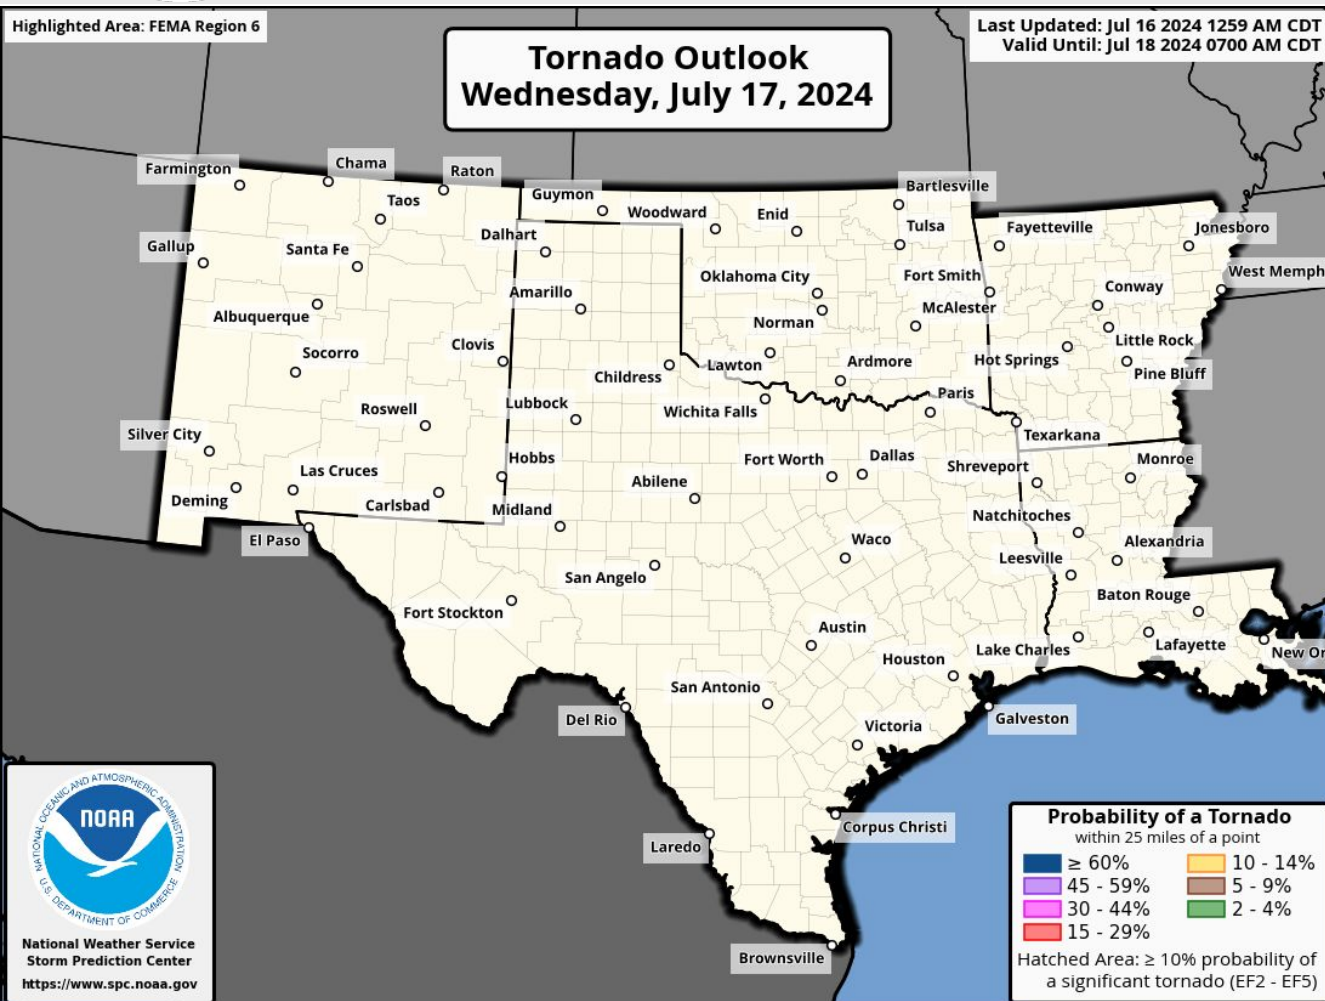 Highlighted Area: FEMA Region 6
Last Updated: Jul 16 2024 1259 AM CDT
Valid Until: Jul 18 2024 0700 AM CDT
Tornado Outlook
Wednesday, July 17, 2024
Farmington
Chama
Raton
Taos
Guymon
Woodward
Enid
Bartlesville
Tulsa
Fayetteville
Jonesboro
Gallup
Santa Fe
Dalhart
Oklahoma City
Fort Smith
West Memph
Albuquerque
Amarillo
Norman
McAlester
Conway
Little Rock
Socorro
Clovis
Childress
Lawton
Ardmore
Hot Springs
Pine Bluff
Roswell
Lubbock
Wichita Falls
Paris
Texarkana
Silver City
Las Cruces
Hobbs
Abilene
Fort Worth
Dallas
Shreveport
Monroe
Deming
Carlsbad
Midland
Natchitoches
El Paso
Waco
Leesville
Alexandria
San Angelo
Fort Stockton
Baton Rouge
Austin
Houston
Lake Charles
Lafayette
New Or
San Antonio
Del Rio
Victoria
Galveston
Laredo
Corpus Christi
Brownsville
NATIONAL OCEANIC AND ATMOSPHERIC ADMINISTRATION
NOAA
U.S. DEPARTMENT OF COMMERCE
National Weather Service
Storm Prediction Center
https://www.spc.noaa.gov
Probability of a Tornado
within 25 miles of a point
≥ 60%
10 - 14%
45 - 59%
5 - 9%
30 - 44%
2 - 4%
15 - 29%
Hatched Area: ≥ 10% probability of
a significant tornado (EF2 - EF5)